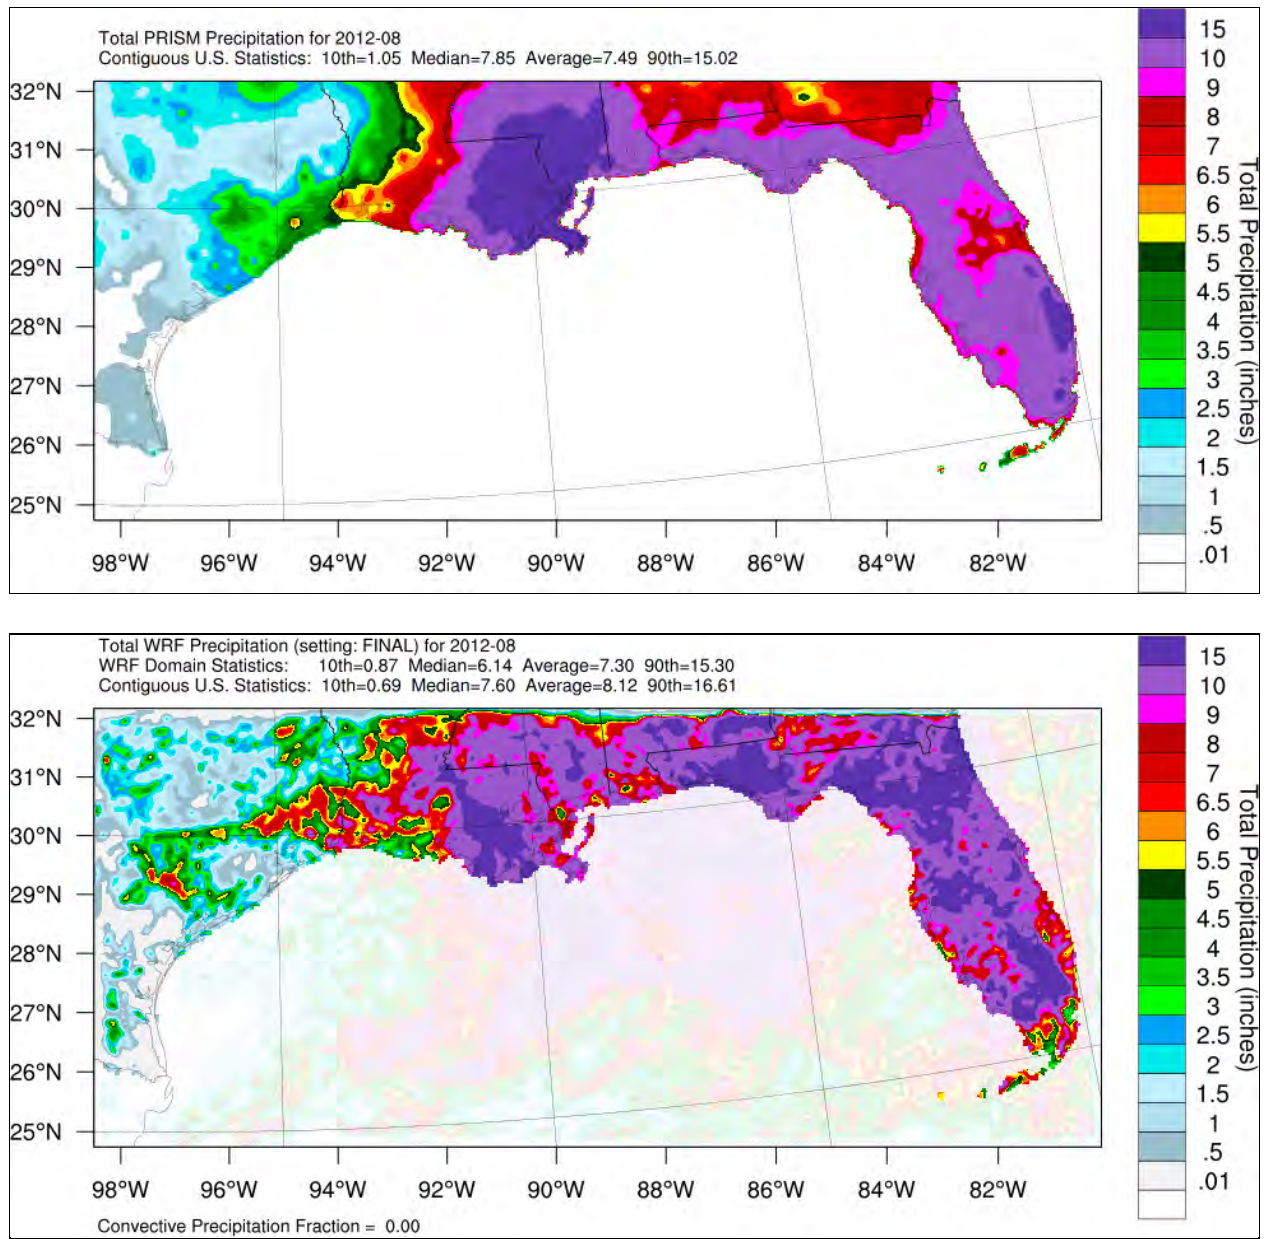 Total PRISM Precipitation for 2012-08
Contiguous U.S. Statistics: 10th=1.05 Median=7.85 Average=7.49 90th=15.02
32°N
31°N
30°N
29°N
28°N
27°N
26°N
25°N
98°W 96°W 94°W 92°W 90°W 88°W 86°W 84°W 82°W
15
10
9
8
7
6.5
6
5.5
5
4.5
4
3.5
3
2.5
2
1.5
1
.5
.01
Total Precipitation (inches)
Total WRF Precipitation (setting: FINAL) for 2012-08
WRF Domain Statistics: 10th=0.87 Median=6.14 Average=7.30 90th=15.30
Contiguous U.S. Statistics: 10th=0.69 Median=7.60 Average=8.12 90th=16.61
32°N
31°N
30°N
29°N
28°N
27°N
26°N
25°N
98°W 96°W 94°W 92°W 90°W 88°W 86°W 84°W 82°W
15
10
9
8
7
6.5
6
5.5
5
4.5
4
3.5
3
2.5
2
1.5
1
.5
.01
Total Precipitation (inches)
Convective Precipitation Fraction = 0.00